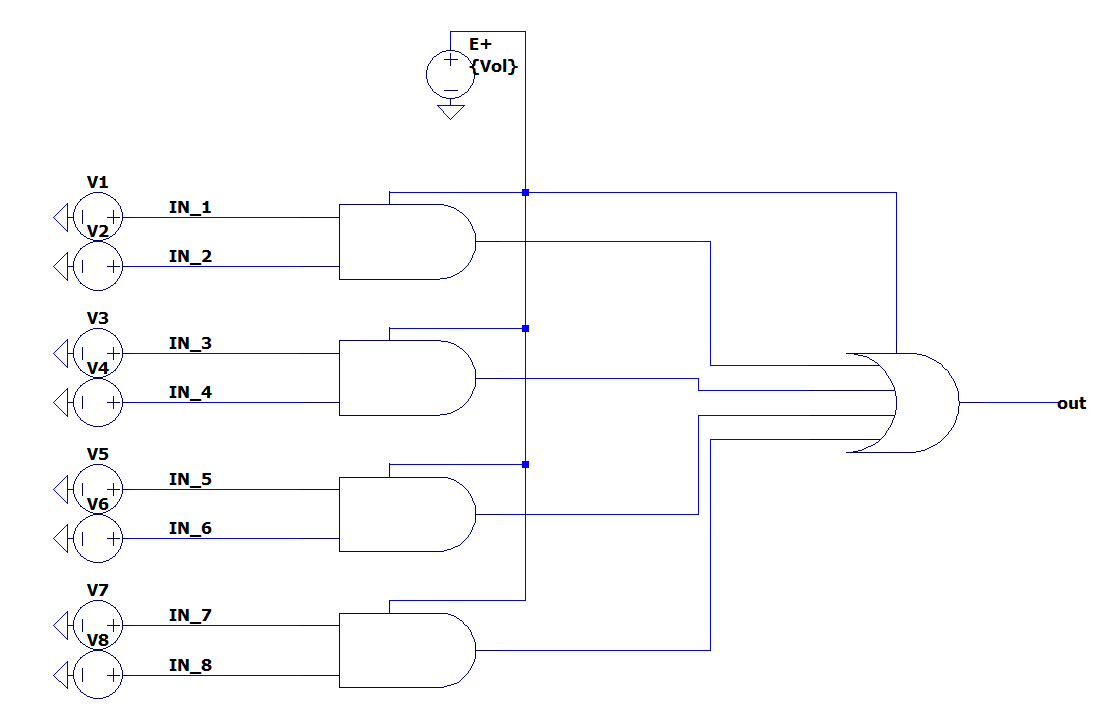 E+
{Vol}
V1
IN_1
V2
IN_2
V3
IN_3
V4
IN_4
V5
IN_5
V6
IN_6
V7
IN_7
V8
IN_8
out